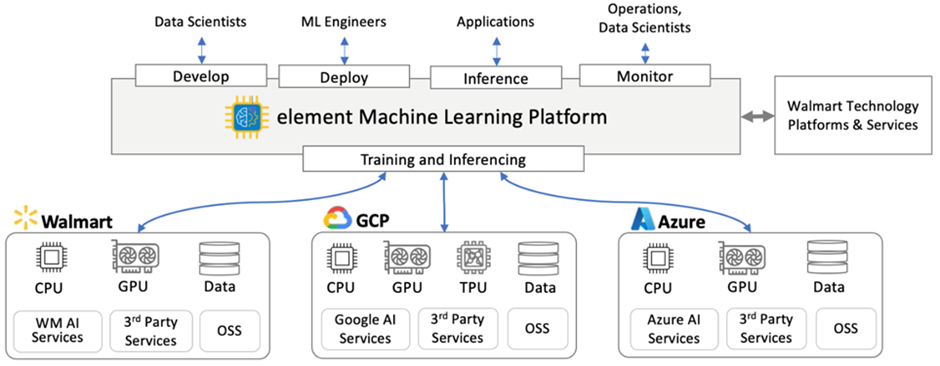 Data Scientists
ML Engineers
Applications
Operations,
Data Scientists
Develop
Deploy
Inference
Monitor
element Machine Learning Platform
Walmart Technology
Platforms & Services
Training and Inferencing
Walmart
CPU
GPU
Data
WM AI
Services
3rd Party
Services
OSS
GCP
CPU
GPU
TPU
Data
Google AI
Services
3rd Party
Services
OSS
Azure
CPU
GPU
Data
Azure AI
Services
3rd Party
Services
OSS